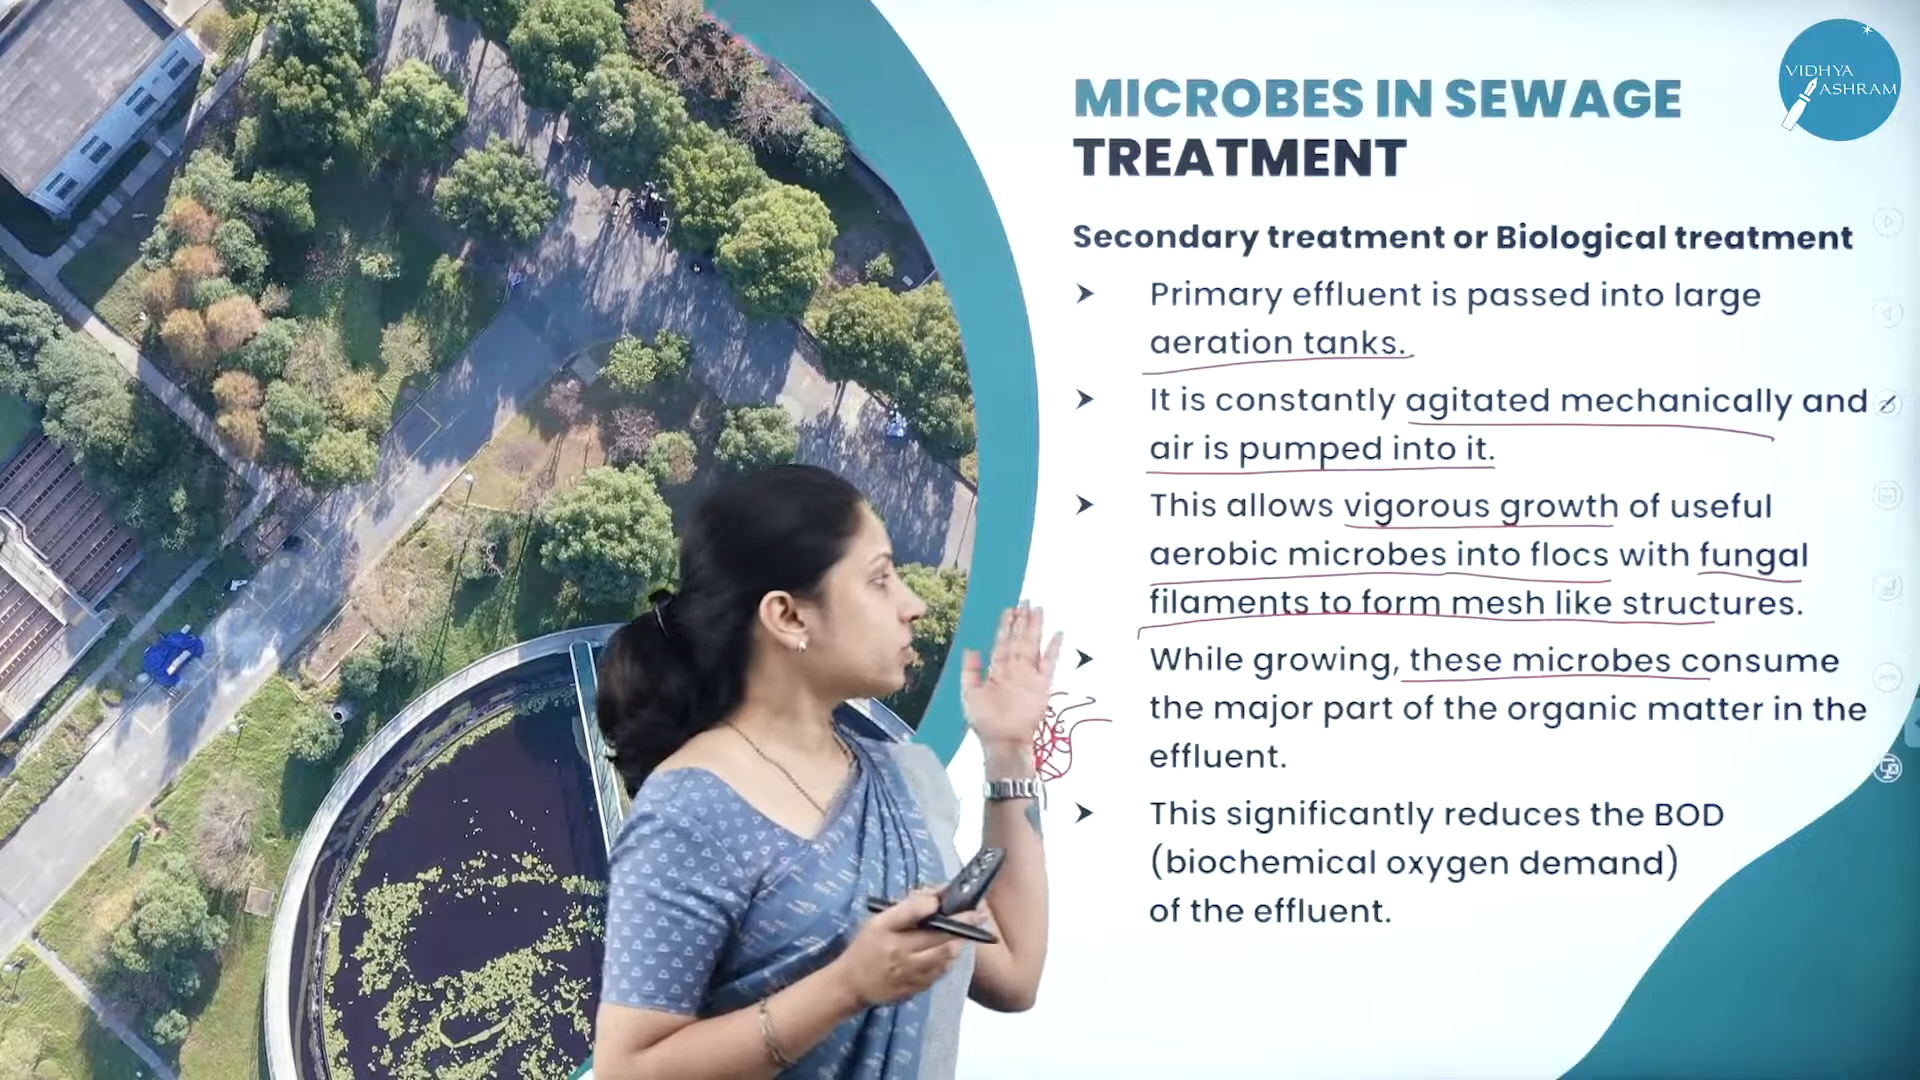 VIDHYA
ASHRAM
MICROBES IN SEWAGE
TREATMENT
Secondary treatment or Biological treatment
➤ Primary effluent is passed into large
aeration tanks.
➤ It is constantly agitated mechanically and
air is pumped into it.
➤ This allows vigorous growth of useful
aerobic microbes into flocs with fungal
filaments to form mesh like structures.
➤ While growing, these microbes consume
the major part of the organic matter in the
effluent.
➤ This significantly reduces the BOD
(biochemical oxygen demand)
of the effluent.